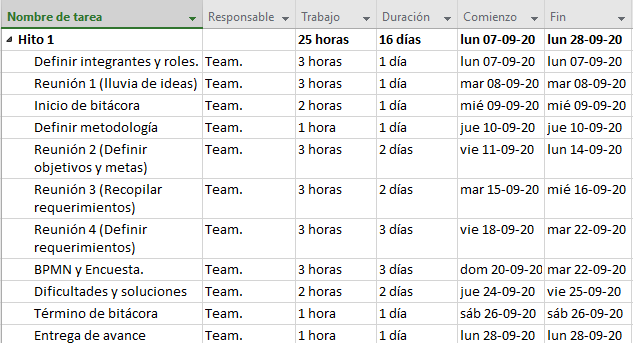 Nombre de tarea Responsable Trabajo Duración Comienzo Fin
Hito 1 25 horas 16 días lun 07-09-20 lun 28-09-20
Definir integrantes y roles. Team. 3 horas 1 día lun 07-09-20 lun 07-09-20
Reunión 1 (lluvia de ideas) Team. 3 horas 1 día mar 08-09-20 mar 08-09-20
Inicio de bitácora Team. 2 horas 1 día mié 09-09-20 mié 09-09-20
Definir metodología Team. 1 hora 1 día jue 10-09-20 jue 10-09-20
Reunión 2 (Definir Team. 3 horas 2 días vie 11-09-20 lun 14-09-20
objetivos y metas)
Reunión 3 (Recopilar Team. 3 horas 2 días mar 15-09-20 mié 16-09-20
requerimientos)
Reunión 4 (Definir Team. 3 horas 3 días vie 18-09-20 mar 22-09-20
requerimientos)
BPMN y Encuesta. Team. 3 horas 3 días dom 20-09-20 mar 22-09-20
Dificultades y soluciones Team. 2 horas 2 días jue 24-09-20 vie 25-09-20
Término de bitácora Team. 1 hora 1 día sáb 26-09-20 sáb 26-09-20
Entrega de avance Team. 1 hora 1 día lun 28-09-20 lun 28-09-20